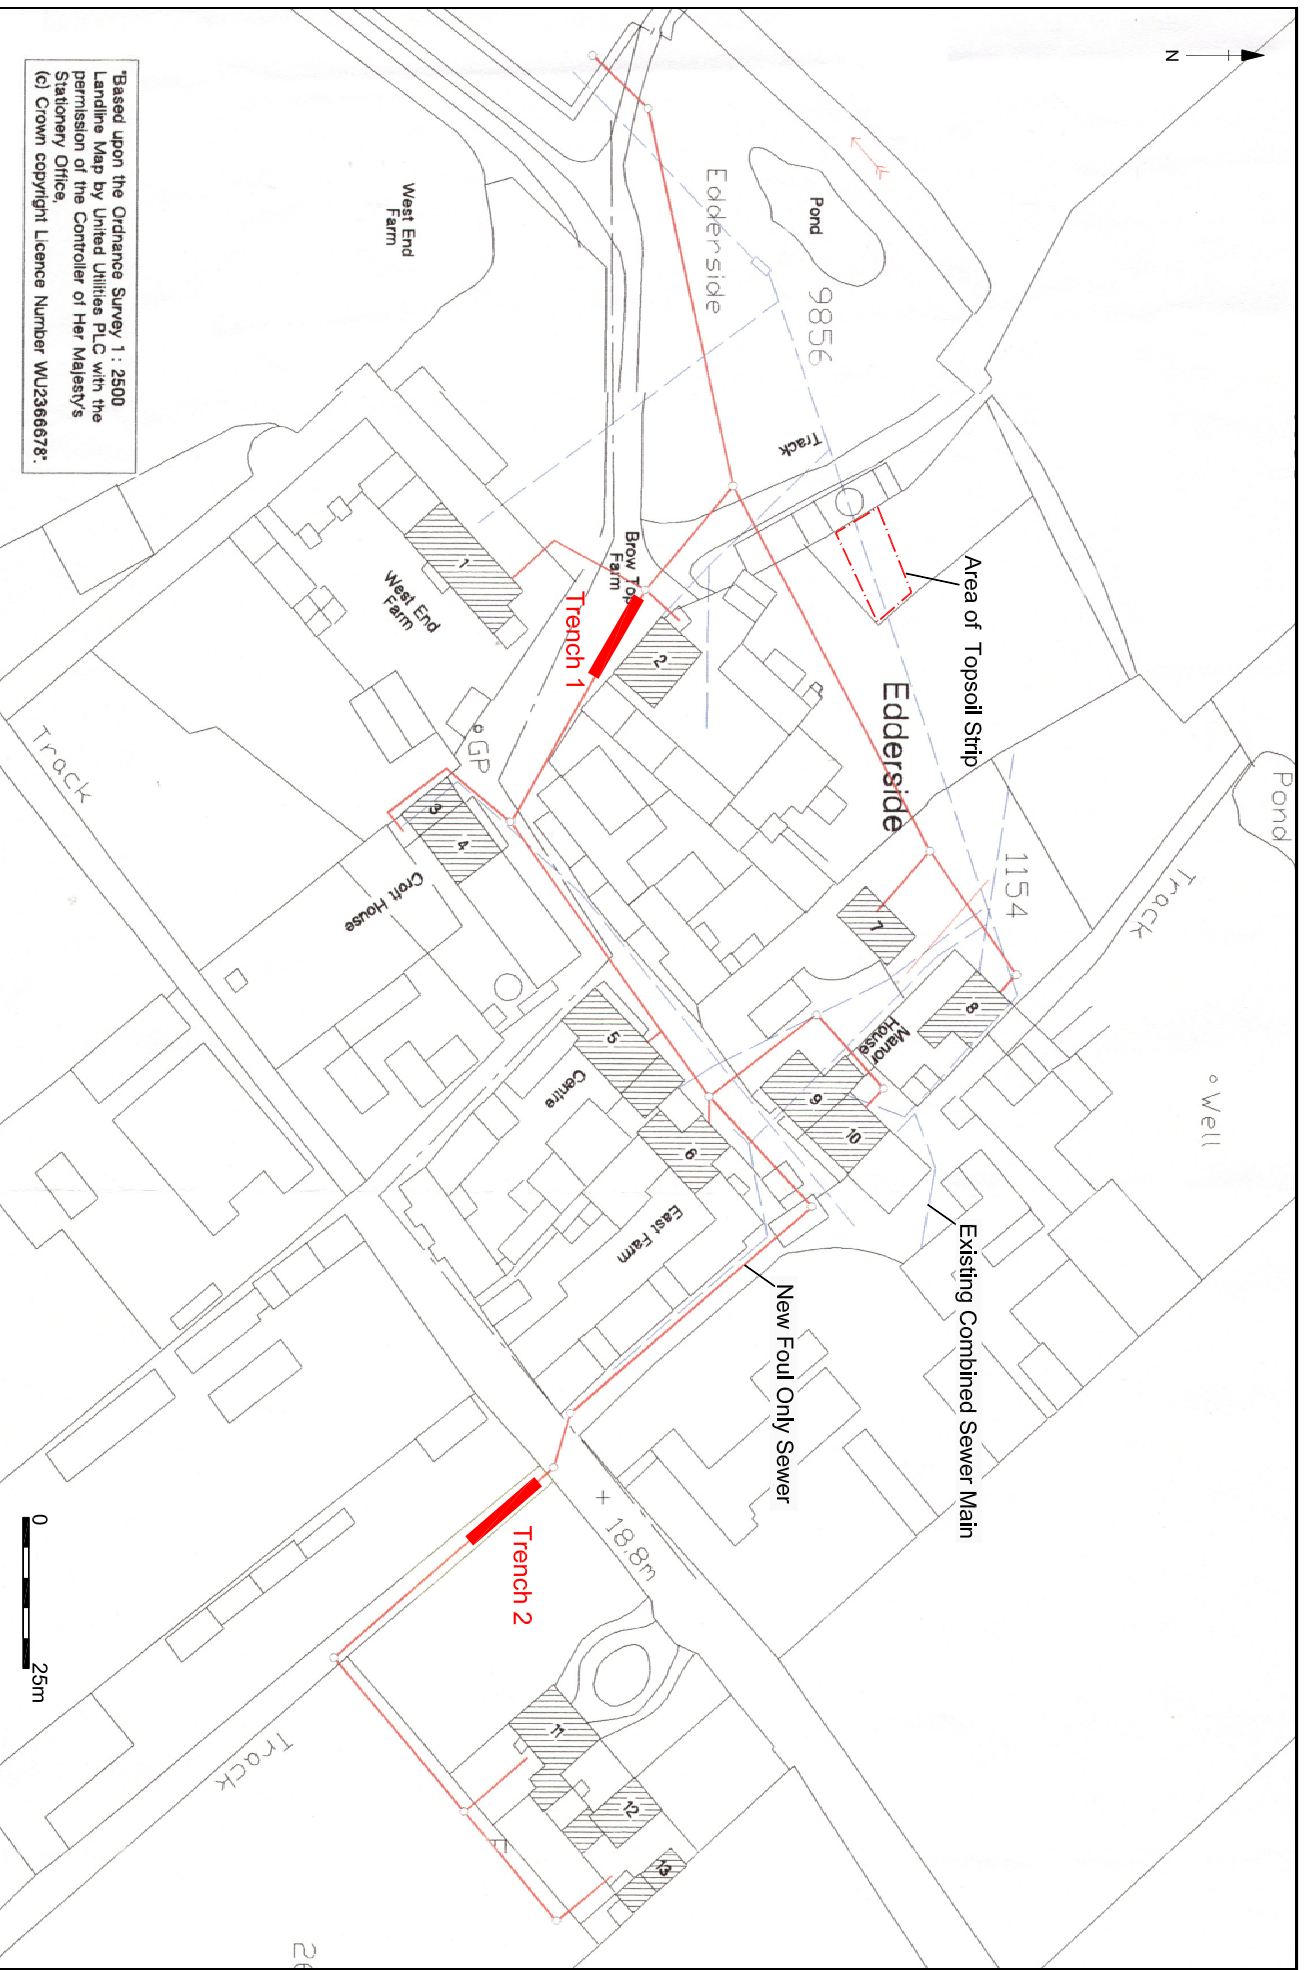 N
Pond
Track
1154
Well
Area of Topsoil Strip
Edderside
Existing Combined Sewer Main
New Foul Only Sewer
Pond
9856
Edderside
Track
Brow Top
Farm
Trench 1
2
7
8
Manor
House
9
10
West End
Farm
1
West End
Farm
GP
3
4
Croft House
5
Centre
6
East Farm
Track
18.8m
Trench 2
11
12
13
Track
"Based upon the Ordnance Survey 1 : 2500
Landline Map by United Utilities PLC with the
permission of the Controller of Her Majesty's
Stationery Office,
(c) Crown copyright Licence Number WU2366678".
0
25m